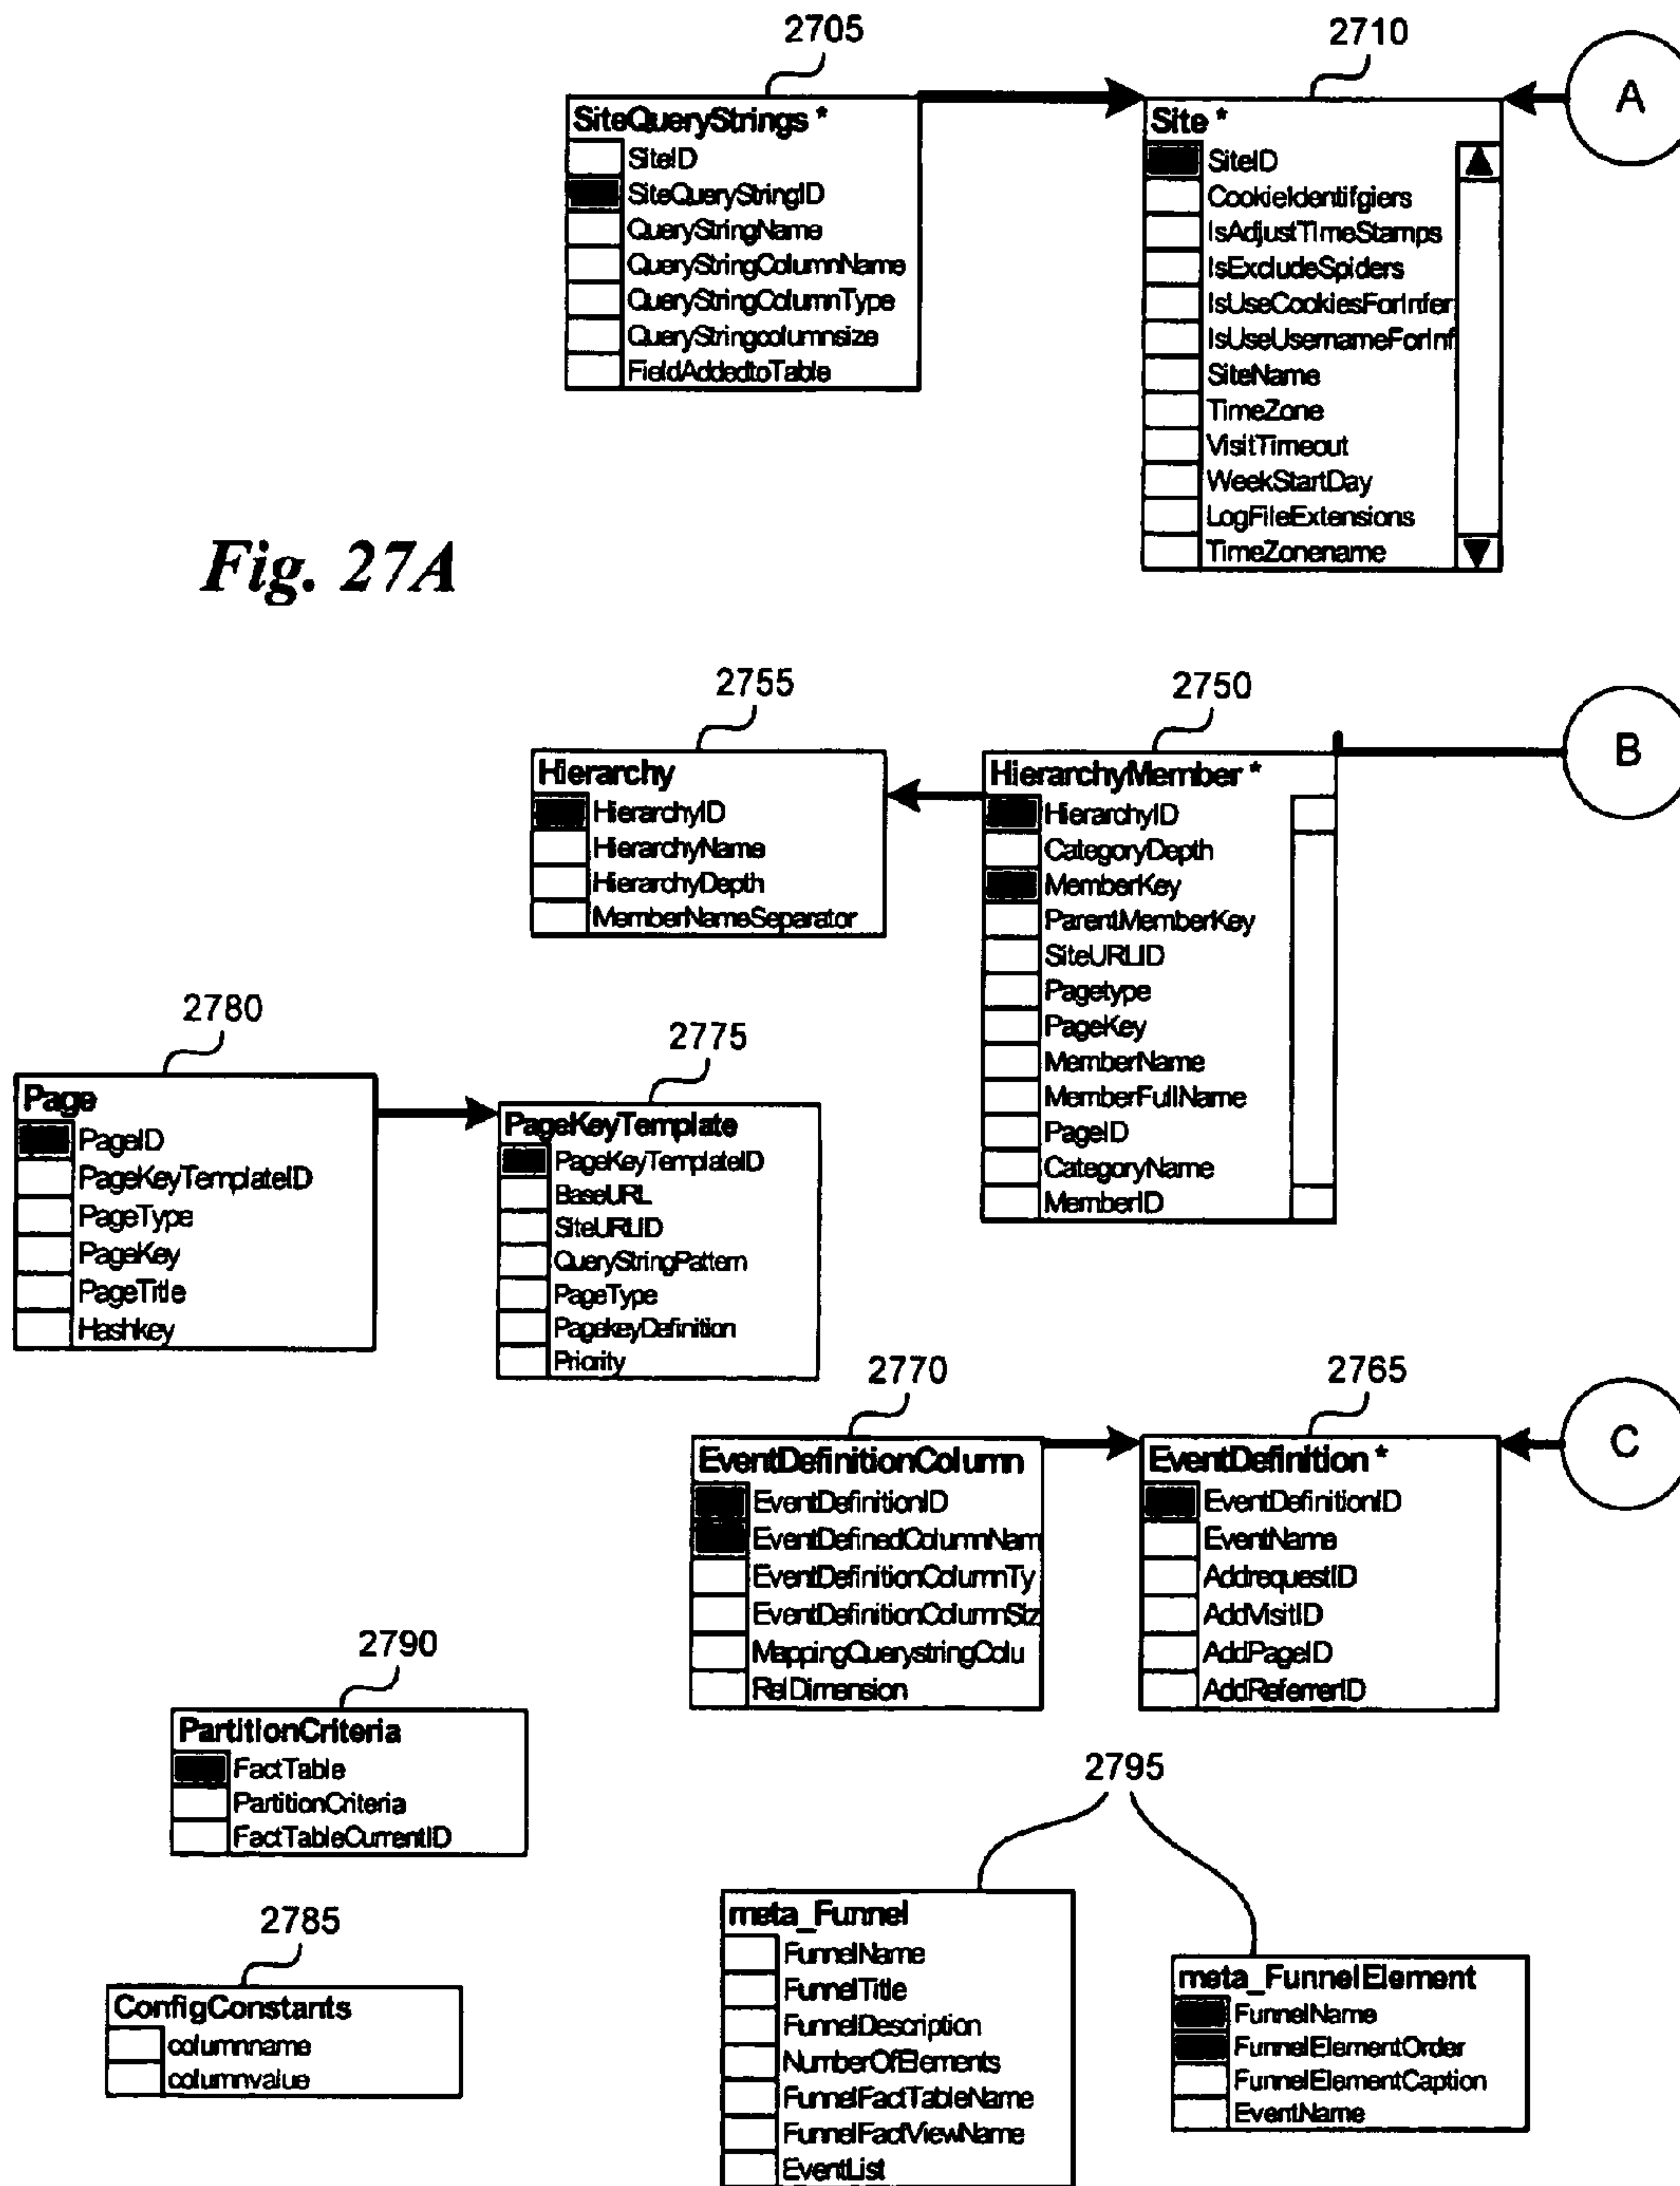 2705
SiteQueryStrings *
SiteID
SiteQueryStringID
QueryStringName
QueryStringColumnName
QueryStringColumnType
QueryStringcolumnsize
FieldAddedtoTable
2710
Site *
SiteID
CookieIdentifgiers
IsAdjustTimeStamps
IsExcludeSpiders
IsUseCookiesForInfer
IsUseUsernameForInf
SiteName
TimeZone
VisitTimeout
WeekStartDay
LogFileExtensions
TimeZonename
A
Fig. 27A
2755
Hierarchy
HierarchyID
HierarchyName
HierarchyDepth
MemberNameSeparator
2750
HierarchyMember *
HierarchyID
CategoryDepth
MemberKey
ParentMemberKey
SiteURLID
Pagetype
PageKey
MemberName
MemberFullName
PageID
CategoryName
MemberID
B
2780
Page
PageID
PageKeyTemplateID
PageType
PageKey
PageTitle
Hashkey
2775
PageKeyTemplate
PageKeyTemplateID
BaseURL
SiteURLID
QueryStringPattern
PageType
PagekeyDefinition
Priority
2770
EventDefinitionColumn
EventDefinitionID
EventDefinedColumnNam
EventDefinitionColumnTy
EventDefinitionColumnSiz
MappingQuerystringColu
RelDimension
2765
EventDefinition *
EventDefinitionID
EventName
AddrequestID
AddVisitID
AddPageID
AddReferrerID
C
2790
PartitionCriteria
FactTable
PartitionCriteria
FactTableCurrentID
2785
ConfigConstants
columnname
columnvalue
2795
meta_Funnel
FunnelName
FunnelTitle
FunnelDescription
NumberOfElements
FunnelFactTableName
FunnelFactViewName
EventList
meta_FunnelElement
FunnelName
FunnelElementOrder
FunnelElementCaption
EventName